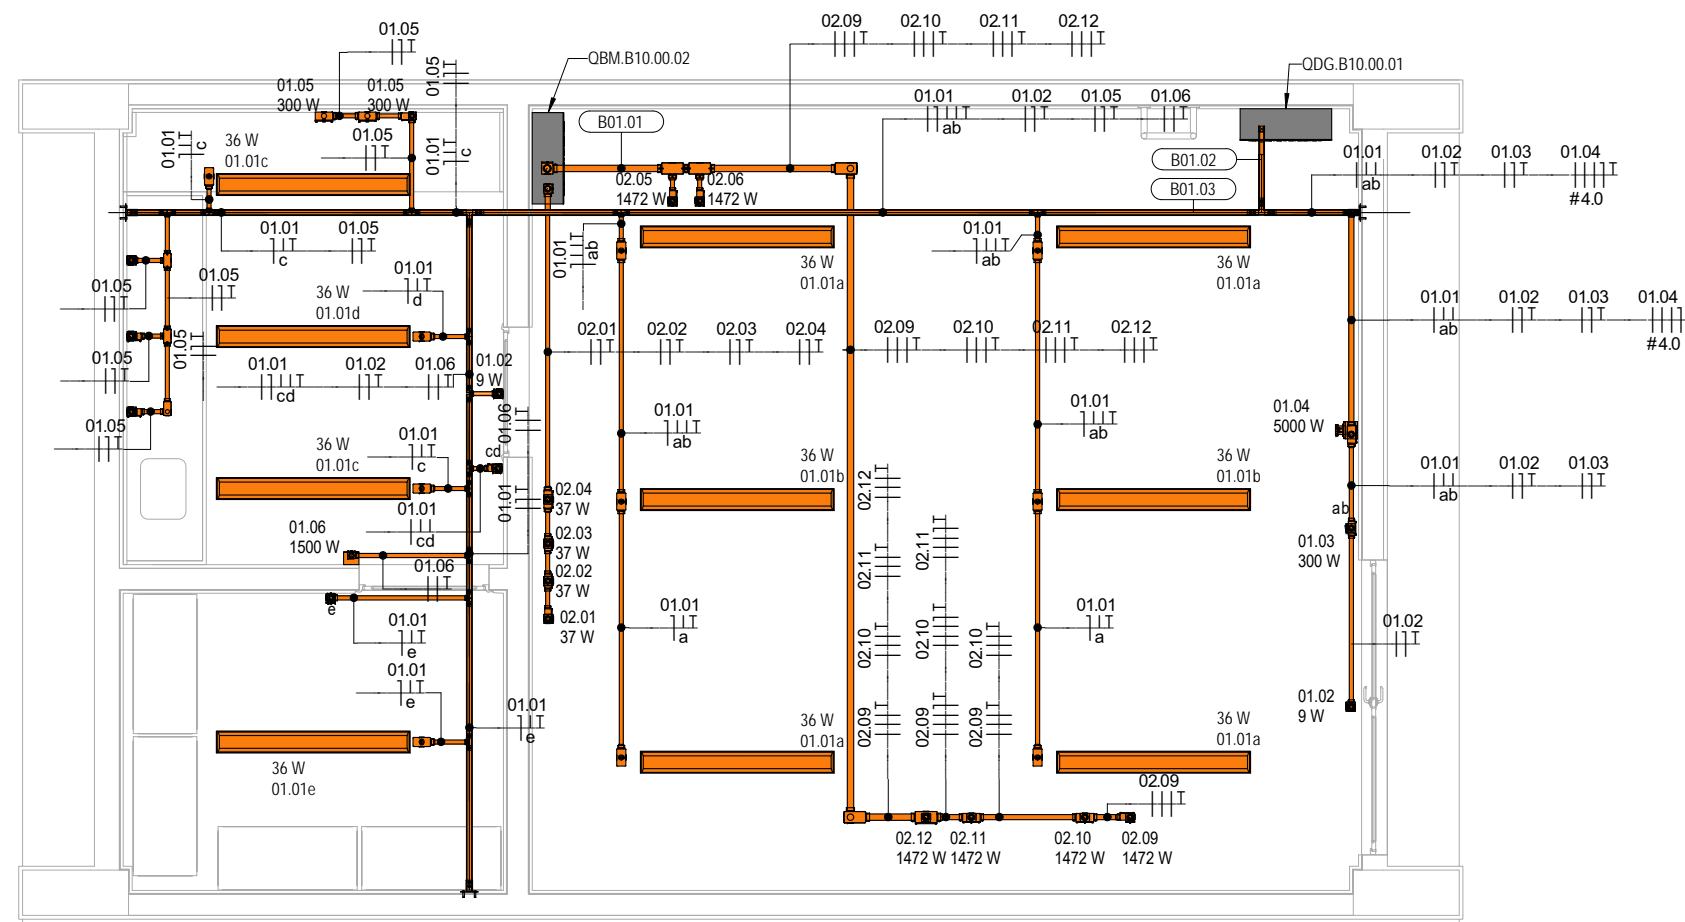 02.09 02.10 02.11 02.12
01.05
QBM.B10.00.02
QDG.B10.00.01
01.05
01.05 01.05
300 W 300 W
01.01 ab 01.02 01.05 01.06
B01.01
01.01
c
36 W
01.01c
01.05
01.01
c
B01.02
B01.03
01.01 ab 01.02 01.03 01.04 #4.0
02.05 02.06
1472 W 1472 W
01.01 c 01.05
01.01
ab
01.01
ab
36 W
01.01a
36 W
01.01a
01.05
01.05
36 W
01.01d
01.01
d
01.01 ab 01.02 01.03 01.04 #4.0
01.05
02.01 02.02 02.03 02.04
02.09 02.10 02.11 02.12
01.05
01.01 cd 01.02 01.06
01.02
9 W
01.05
01.06
01.01
ab
01.01
ab
01.04
5000 W
36 W
01.01c
01.01
c
cd
36 W
01.01b
36 W
01.01b
01.01 ab 01.02 01.03
01.01
02.04
37 W
02.12
ab
01.06
1500 W
01.01
cd
02.03
37 W
02.11
02.11
01.03
300 W
02.02
37 W
01.06
e
02.01
37 W
01.01
e
01.01
a
02.10
02.10
02.10
01.01
a
01.02
01.01
e
01.01
e
02.09
02.09
02.09
01.02
9 W
36 W
01.01a
36 W
01.01a
36 W
01.01e
02.09
02.12 02.11 02.10 02.09
1472 W 1472 W 1472 W 1472 W